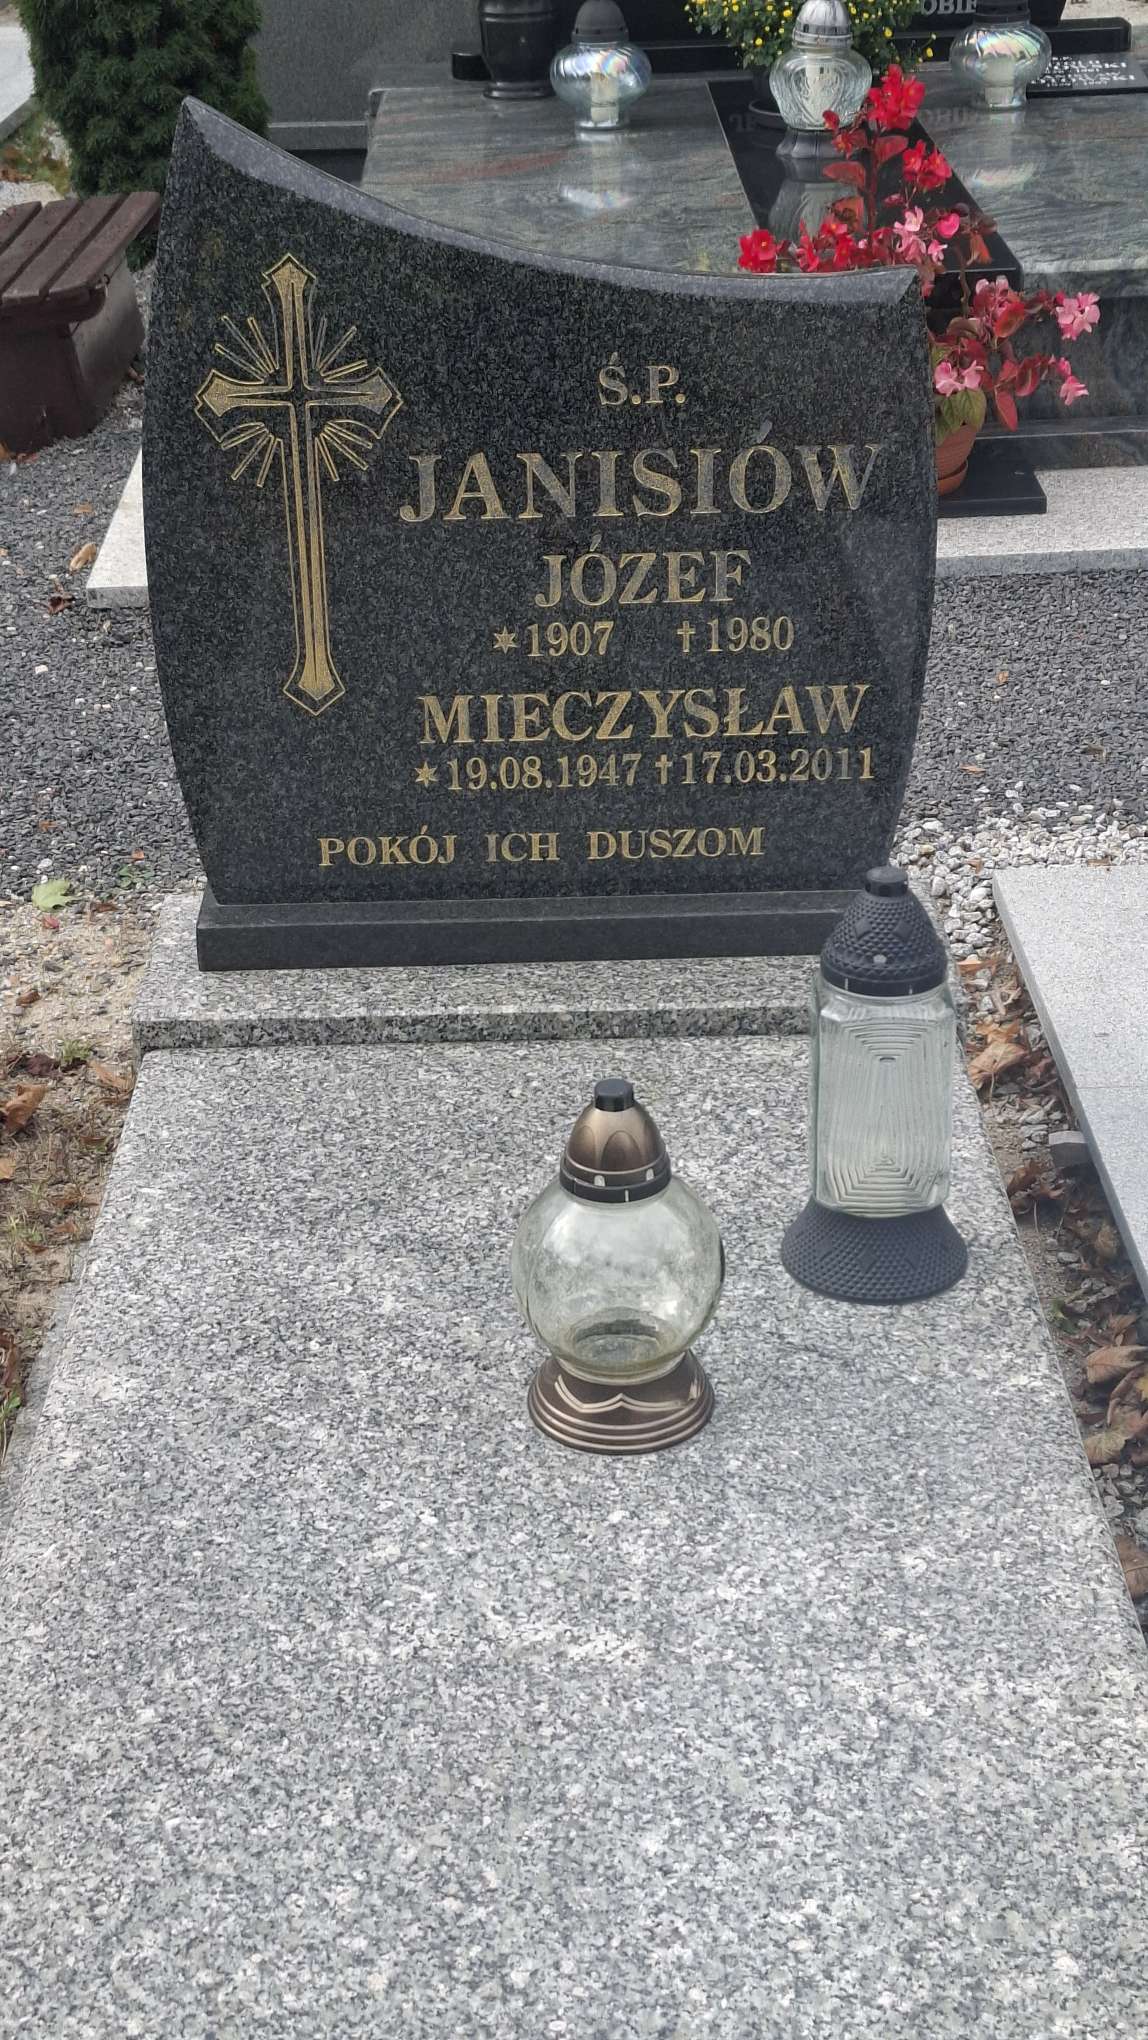 Ś.P.
JANISIÓW
JÓZEF
*1907 †1980
MIECZYSŁAW
*19.08.1947 †17.03.2011
POKÓJ ICH DUSZOM